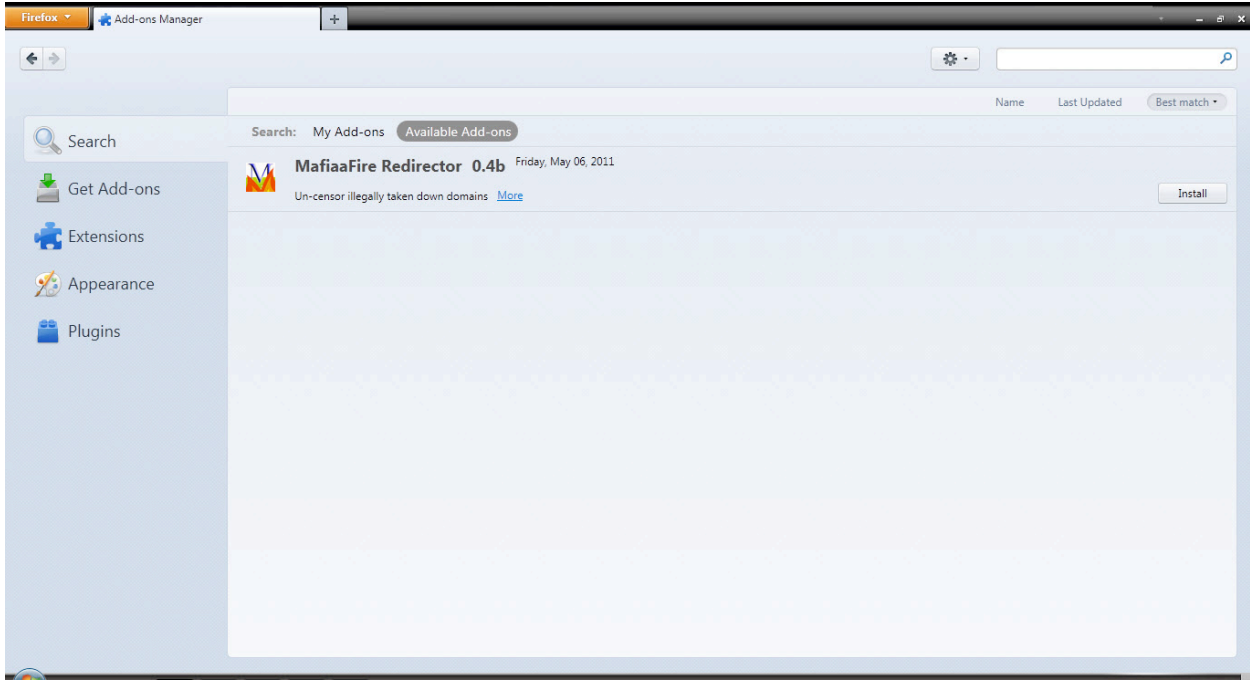 Firefox
Add-ons Manager
Name Last Updated Best match
Search
Search: My Add-ons Available Add-ons
MafiaaFire Redirector 0.4b Friday, May 06, 2011
Un-censor illegally taken down domains More
Install
Get Add-ons
Extensions
Appearance
Plugins